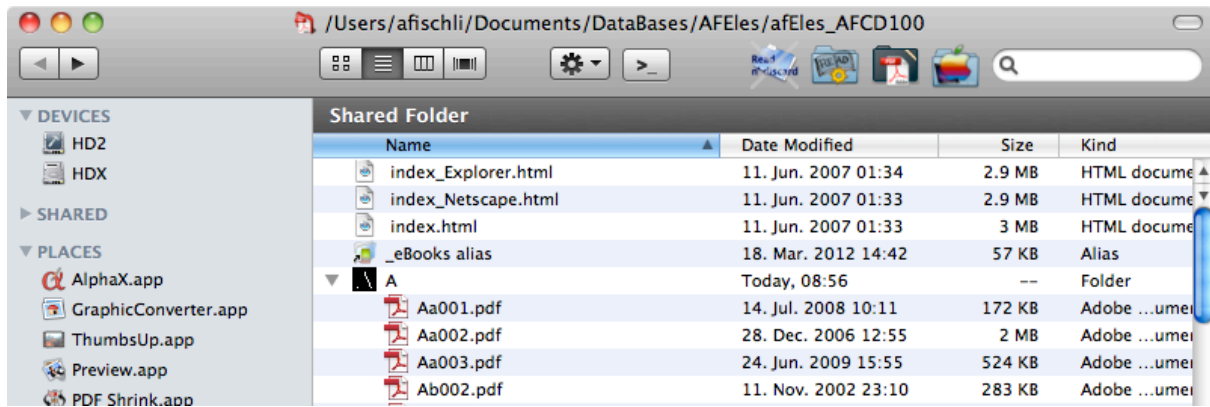 /Users/afischli/Documents/DataBases/AFEles/afEles_AFCD100
>_
PDF
DEVICES
HD2
HDX
SHARED
PLACES
AlphaX.app
GraphicConverter.app
ThumbsUp.app
Preview.app
PDF Shrink.app
Shared Folder
Name Date Modified Size Kind
index_Explorer.html 11. Jun. 2007 01:34 2.9 MB HTML docume
index_Netscape.html 11. Jun. 2007 01:33 2.9 MB HTML docume
index.html 11. Jun. 2007 01:33 3 MB HTML docume
_eBooks alias 18. Mar. 2012 14:42 57 KB Alias
A Today, 08:56 -- Folder
Aa001.pdf 14. Jul. 2008 10:11 172 KB Adobe ...umer
Aa002.pdf 28. Dec. 2006 12:55 2 MB Adobe ...umer
Aa003.pdf 24. Jun. 2009 15:55 524 KB Adobe ...umer
Ab002.pdf 11. Nov. 2002 23:10 283 KB Adobe ...umer